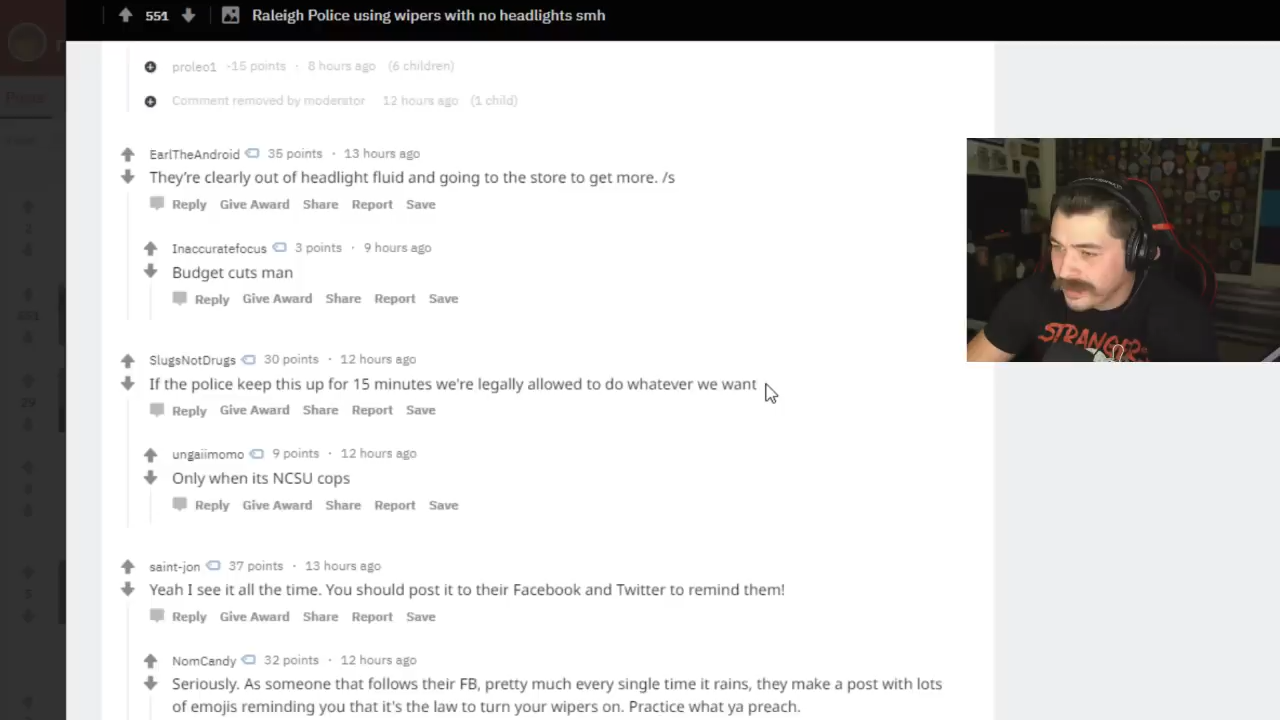 551 Raleigh Police using wipers with no headlights smh
proleo1 -15 points · 8 hours ago (6 children)
Comment removed by moderator 12 hours ago (1 child)
EarlTheAndroid 35 points · 13 hours ago
They're clearly out of headlight fluid and going to the store to get more. /s
Reply Give Award Share Report Save
Inaccuratefocus 3 points · 9 hours ago
Budget cuts man
Reply Give Award Share Report Save
SlugsNotDrugs 30 points · 12 hours ago
If the police keep this up for 15 minutes we're legally allowed to do whatever we want
Reply Give Award Share Report Save
ungaiimomo 9 points · 12 hours ago
Only when its NCSU cops
Reply Give Award Share Report Save
saint-jon 37 points · 13 hours ago
Yeah I see it all the time. You should post it to their Facebook and Twitter to remind them!
Reply Give Award Share Report Save
NomCandy 32 points · 12 hours ago
Seriously. As someone that follows their FB, pretty much every single time it rains, they make a post with lots
of emojis reminding you that it's the law to turn your wipers on. Practice what ya preach.